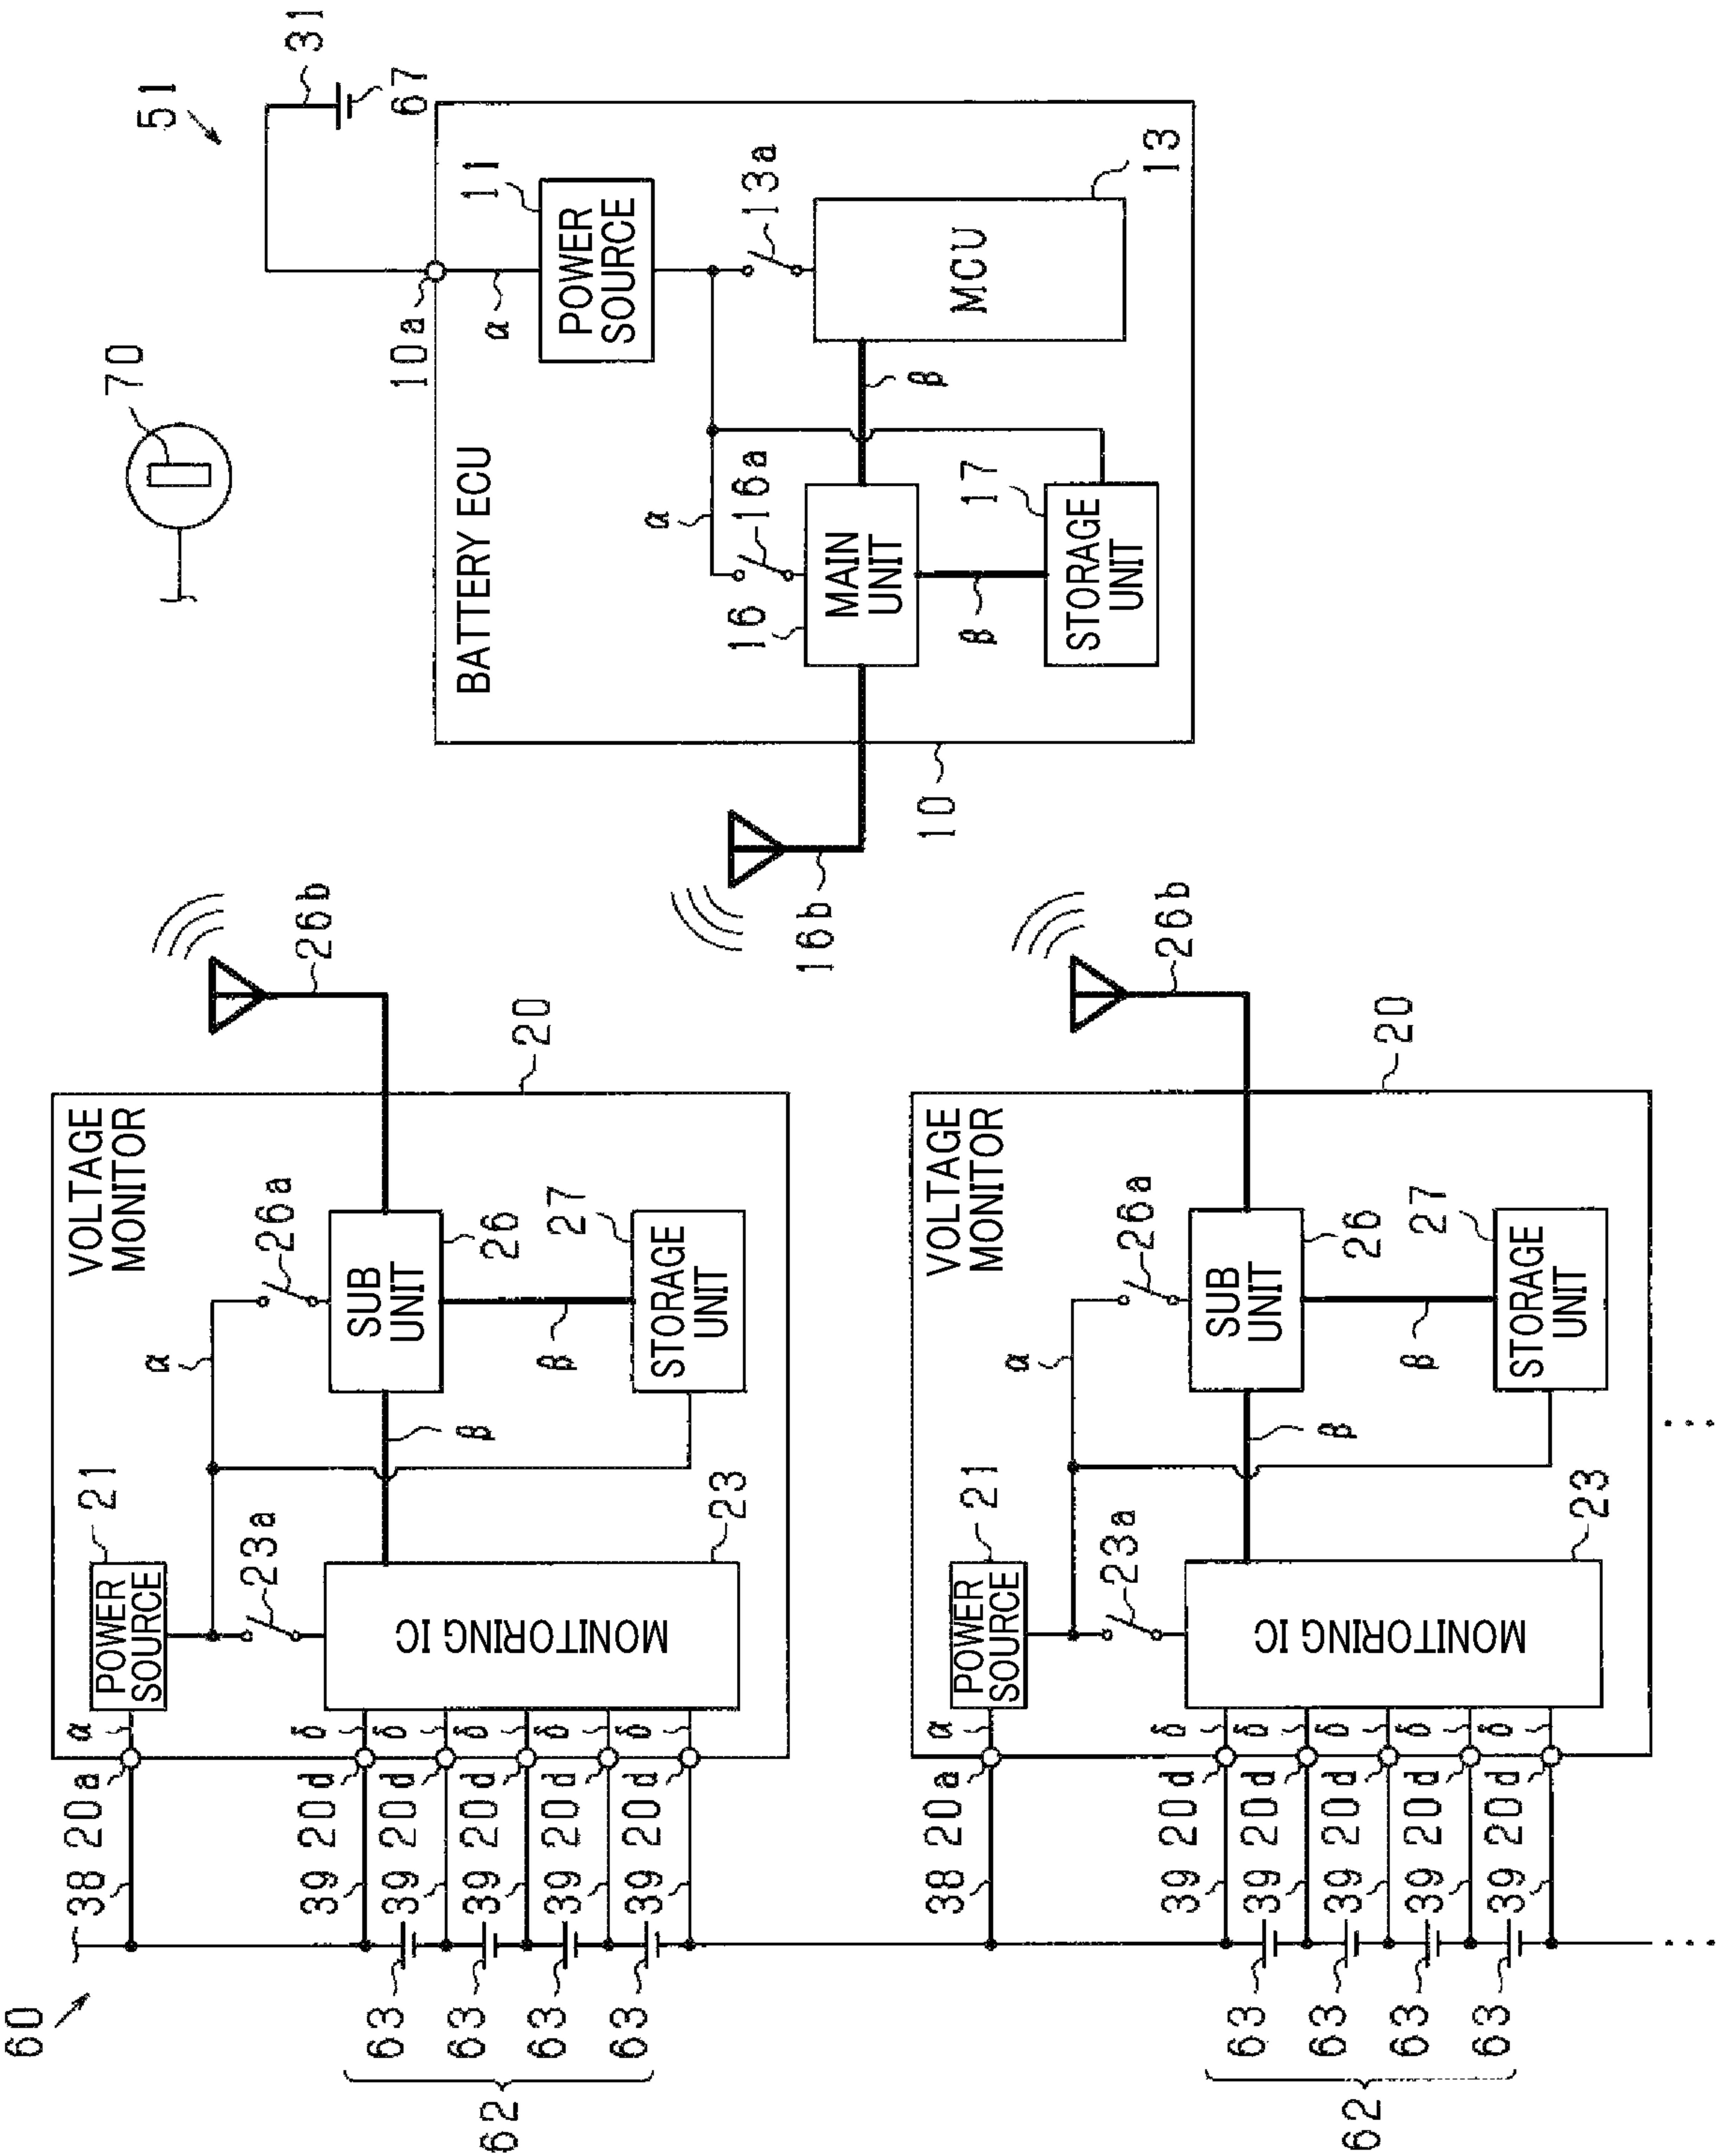 60
38
20a
α
POWER
SOURCE
21
VOLTAGE
MONITOR
α
23a
26a
62
63
63
63
63
39
39
39
39
39
20d
20d
20d
20d
20d
δ
δ
δ
δ
δ
MONITORING IC
23
β
SUB
UNIT
26
β
STORAGE
UNIT
27
20
26b
38
20a
α
POWER
SOURCE
21
VOLTAGE
MONITOR
α
23a
26a
62
63
63
63
63
39
39
39
39
39
20d
20d
20d
20d
20d
δ
δ
δ
δ
δ
MONITORING IC
23
β
SUB
UNIT
26
β
STORAGE
UNIT
27
20
26b
70
51
31
67
10a
α
BATTERY ECU
POWER
SOURCE
11
α
16a
13a
16b
10
16
MAIN
UNIT
β
MCU
13
β
STORAGE
UNIT
17